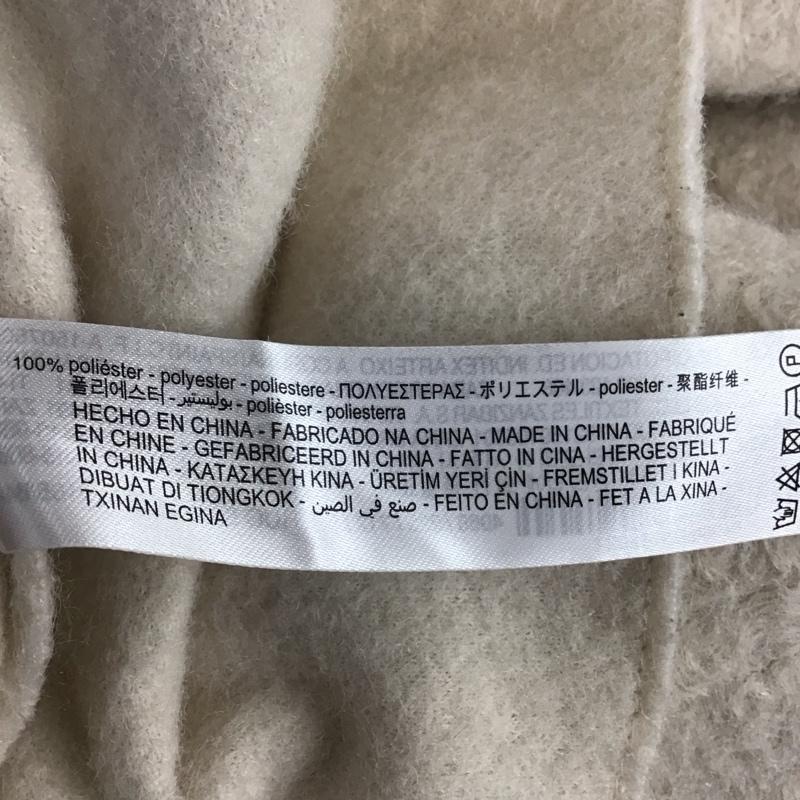 100% poliéster - polyester - poliestere - ΠΟΛΥΕΣΤΕΡΑΣ - ポリエステル - poliester - 聚酯纤维 -
폴리에스터 - بوليستير - polièster - poliesterra
HECHO EN CHINA - FABRICADO NA CHINA - MADE IN CHINA - FABRIQUÉ
EN CHINE - GEFABRICEERD IN CHINA - FATTO IN CINA - HERGESTELLT
IN CHINA - ΚΑΤΑΣΚΕΥΗ ΚΙΝΑ - ÜRETİM YERİ ÇİN - FREMSTILLET I KINA -
DIBUAT DI TIONGKOK - صنع في الصين - FEITO EN CHINA - FET A LA XINA -
TXINAN EGINA